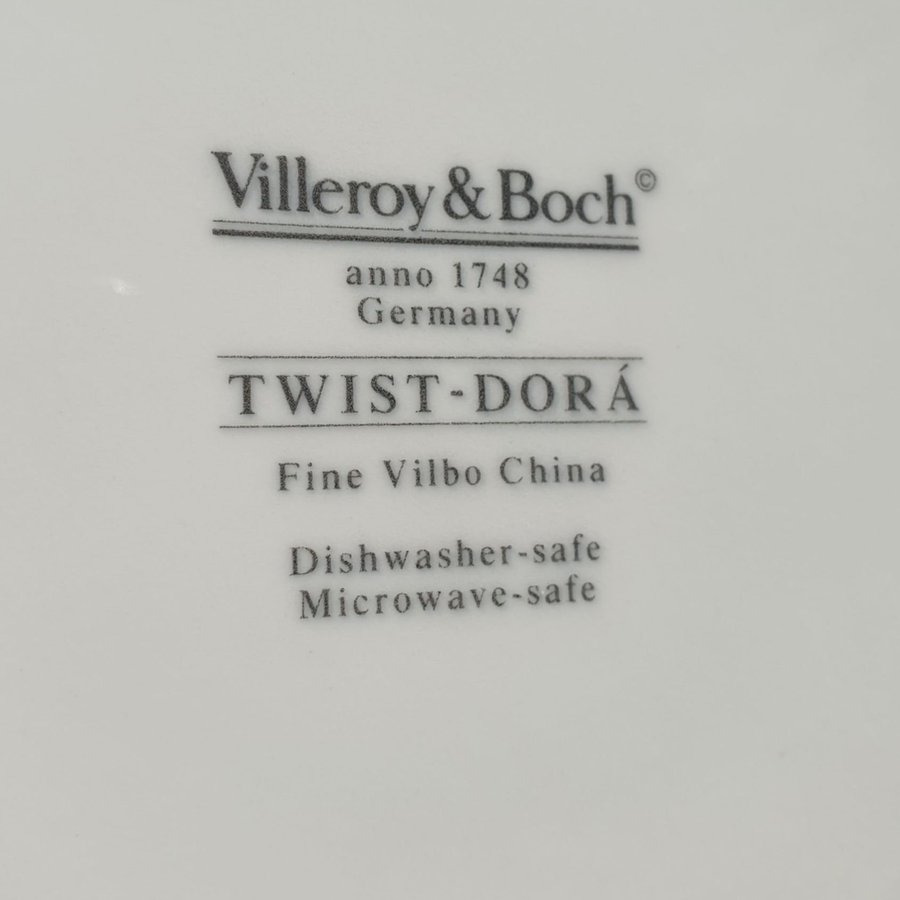 Villeroy & Boch©
anno 1748
Germany
TWIST-DORÁ
Fine Vilbo China
Dishwasher-safe
Microwave-safe